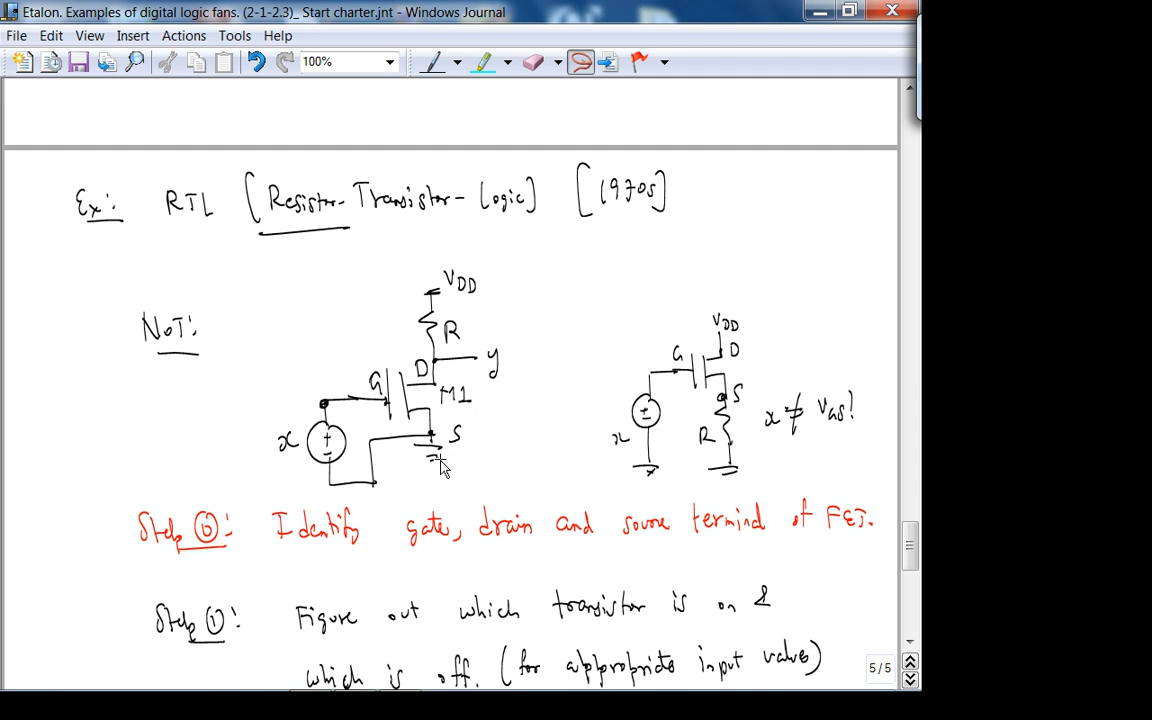 Etalon. Examples of digital logic fans. (2-1-2.3)_ Start charter.jnt - Windows Journal
File Edit View Insert Actions Tools Help
100%
Ex: RTL [Resistor-Transistor-Logic] [1970s]
NOT:
VDD
R
D
y
G
M1
S
x
+
-
VDD
G
D
S
R
x
+
-
x ≠ VGS!
Step 0: Identify gate, drain and sourse termind of FET.
Step 1: Figure out which transistor is on &
which is off. (for appropriate input values)
5 / 5